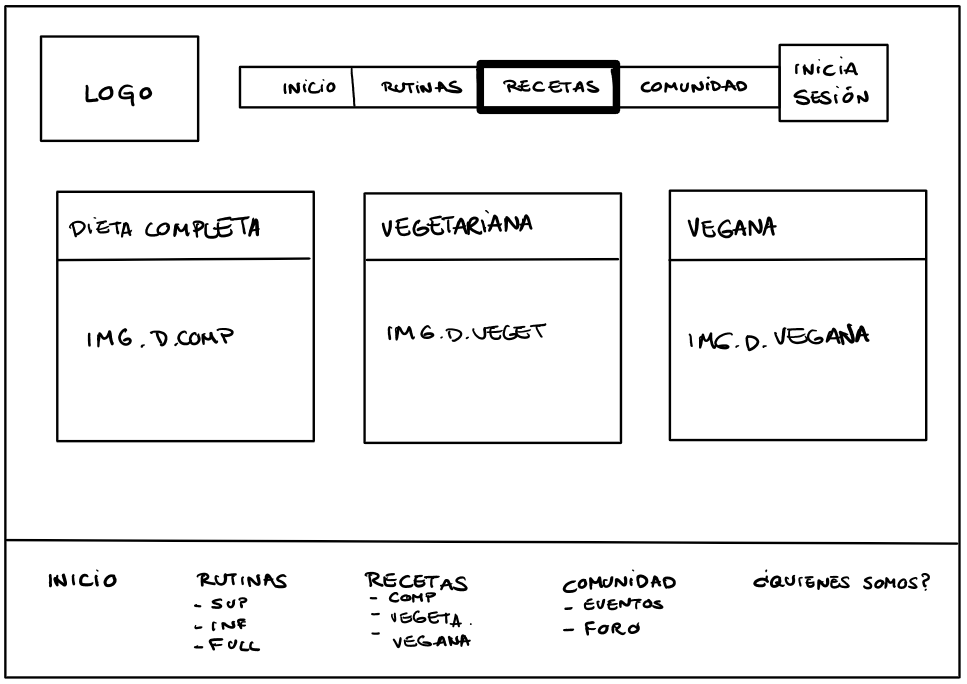 LOGO
INICIO RUTINAS RECETAS COMUNIDAD
INICIA
SESIÓN
DIETA COMPLETA
IMG. D.COMP
VEGETARIANA
IMG.D.VEGET
VEGANA
IMG.D. VEGANA
INICIO
RUTINAS
- SUP
- INF
- FULL
RECETAS
- COMP
- VEGETA.
- VEGANA
COMUNIDAD
- EVENTOS
- FORO
¿QUIENES SOMOS?